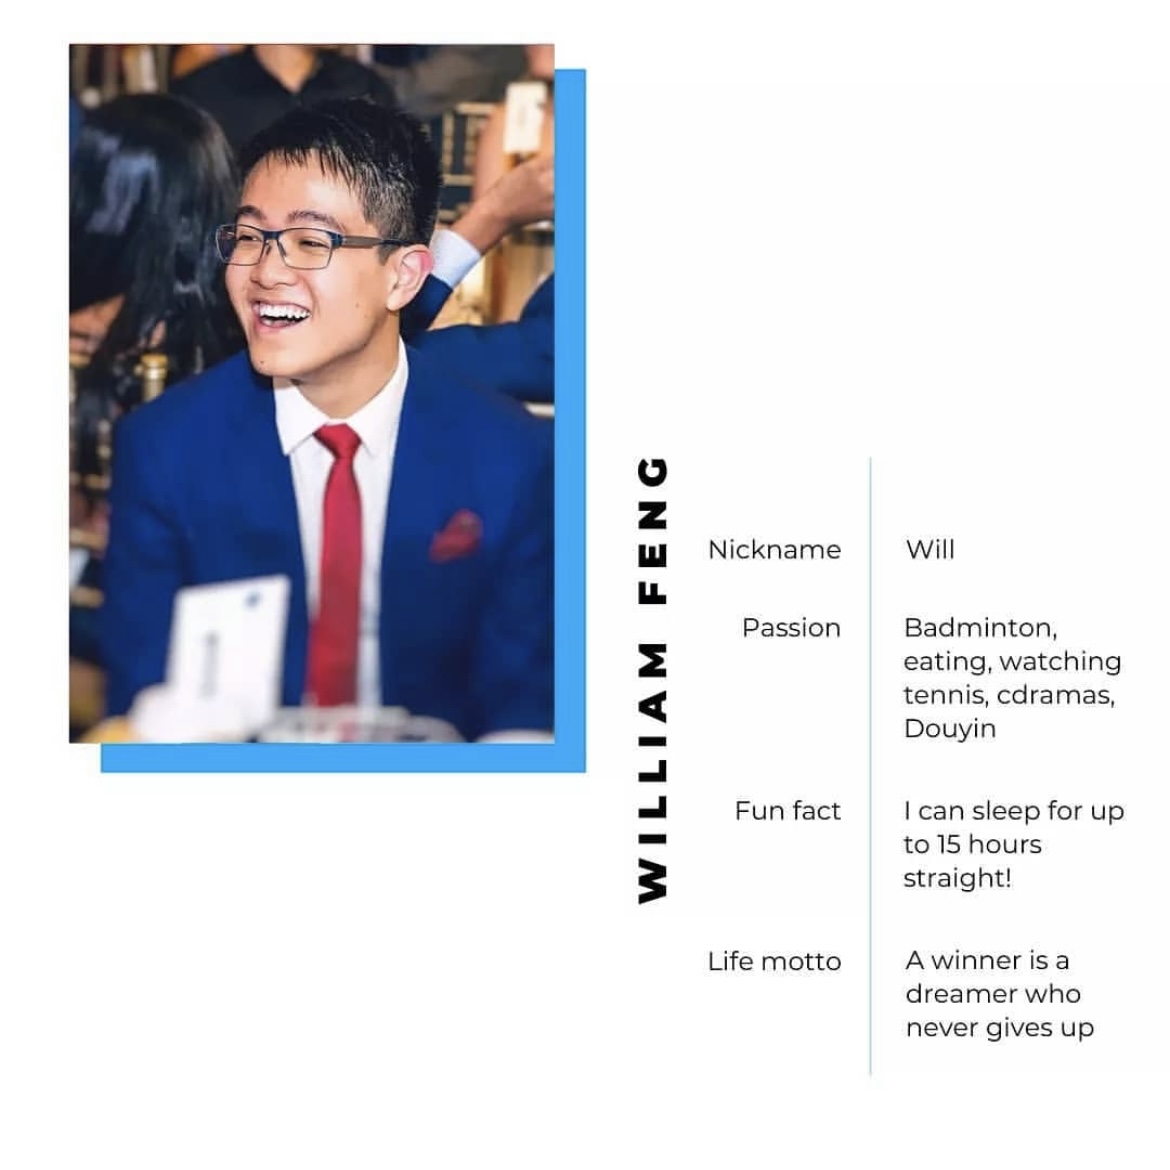 WILLIAM FENG
Nickname
Will
Passion
Badminton,
eating, watching
tennis, cdramas,
Douyin
Fun fact
I can sleep for up
to 15 hours
straight!
Life motto
A winner is a
dreamer who
never gives up
1